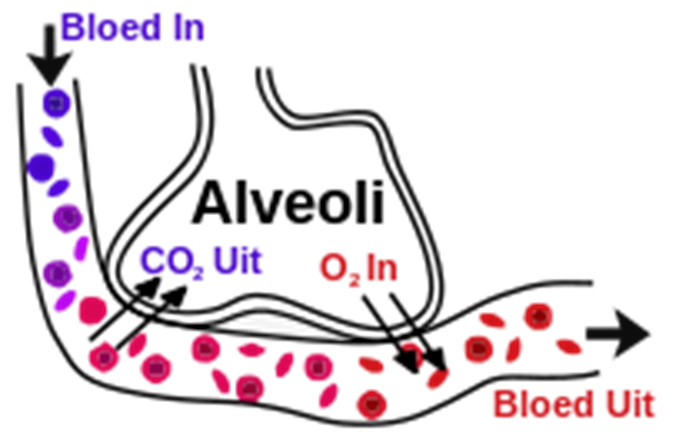 Bloed In
Alveoli
CO₂ Uit
O₂ In
Bloed Uit